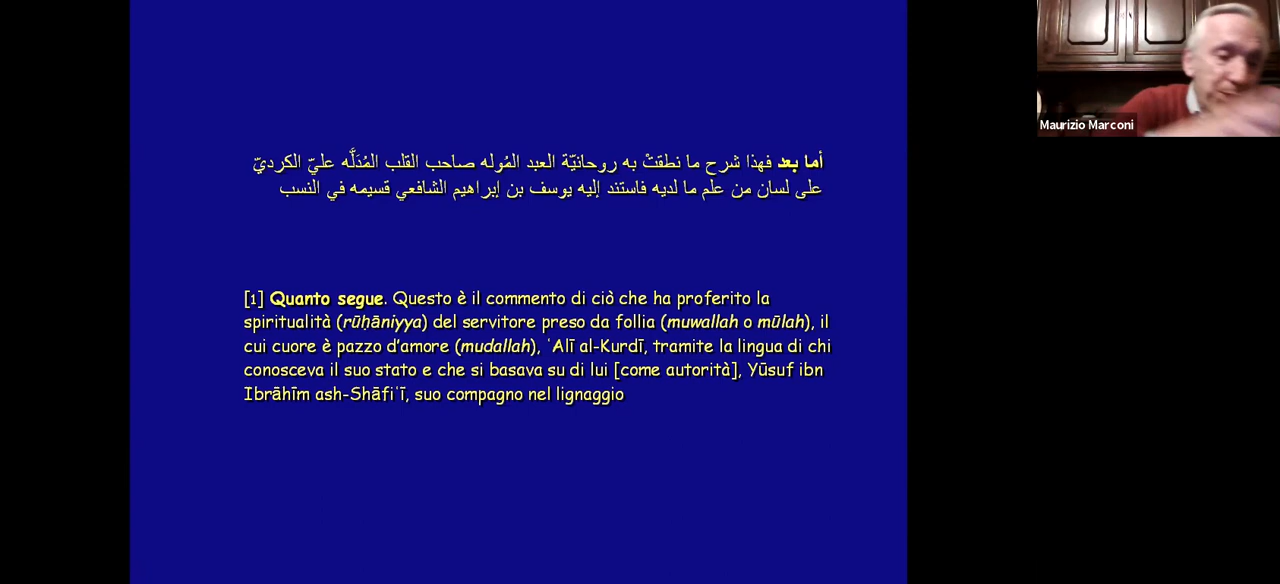 Maurizio Marconi
أما بعد فهذا شرح ما نطقتْ به روحانيّة العبد المُوله صاحب القلب المُدَلَّه عليّ الكرديّ
على لسان من علم ما لديه فاستند إليه يوسف بن إبراهيم الشافعي قسيمه في النسب
[1] Quanto segue. Questo è il commento di ciò che ha proferito la
spiritualità (rūḥāniyya) del servitore preso da follia (muwallah o mūlah), il
cui cuore è pazzo d'amore (mudallah), ʿAlī al-Kurdī, tramite la lingua di chi
conosceva il suo stato e che si basava su di lui [come autorità], Yūsuf ibn
Ibrāhīm ash-Shāfiʿī, suo compagno nel lignaggio